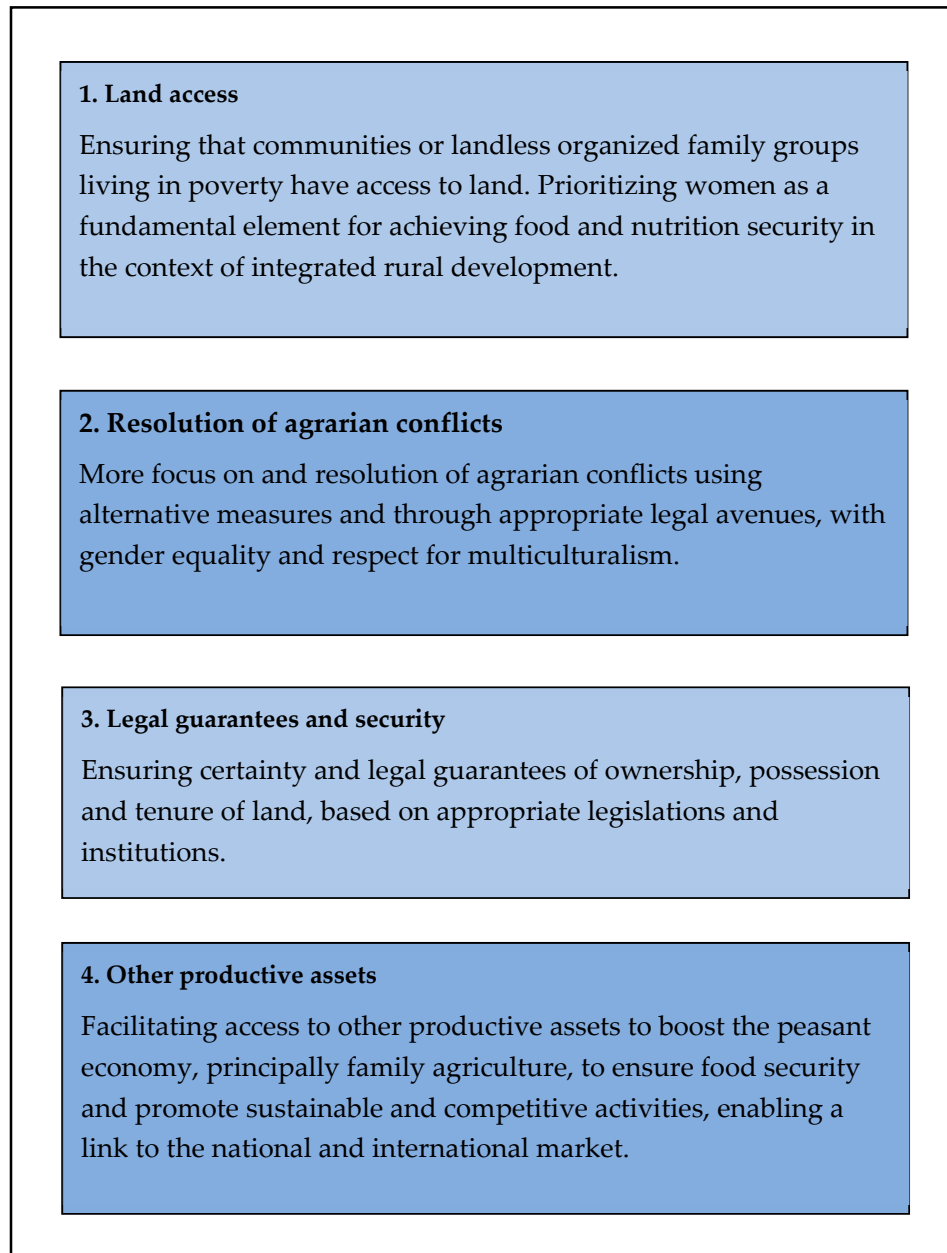 1. Land access
Ensuring that communities or landless organized family groups
living in poverty have access to land. Prioritizing women as a
fundamental element for achieving food and nutrition security in
the context of integrated rural development.
2. Resolution of agrarian conflicts
More focus on and resolution of agrarian conflicts using
alternative measures and through appropriate legal avenues, with
gender equality and respect for multiculturalism.
3. Legal guarantees and security
Ensuring certainty and legal guarantees of ownership, possession
and tenure of land, based on appropriate legislations and
institutions.
4. Other productive assets
Facilitating access to other productive assets to boost the peasant
economy, principally family agriculture, to ensure food security
and promote sustainable and competitive activities, enabling a
link to the national and international market.